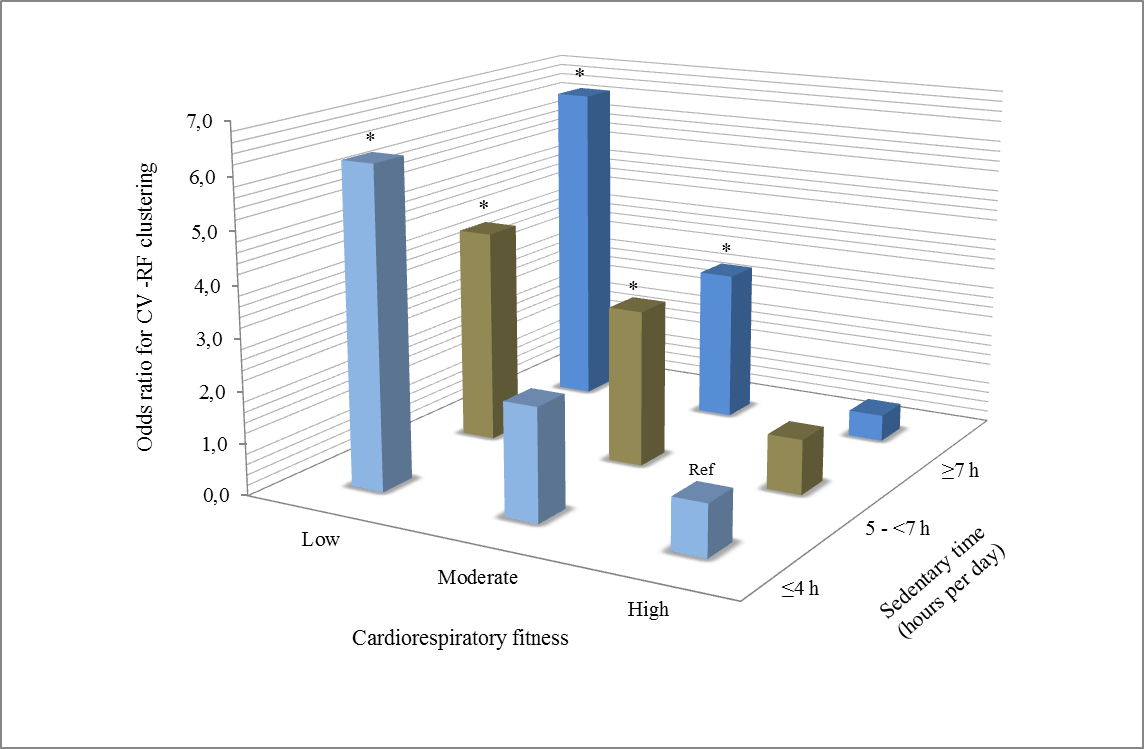 *
7,0
*
6,0
*
5,0
*
4,0
*
3,0
2,0
1,0
Ref
0,0
Odds ratio for CV -RF clustering
Low
Moderate
High
Cardiorespiratory fitness
≤4 h
5 - <7 h
≥7 h
Sedentary time
(hours per day)